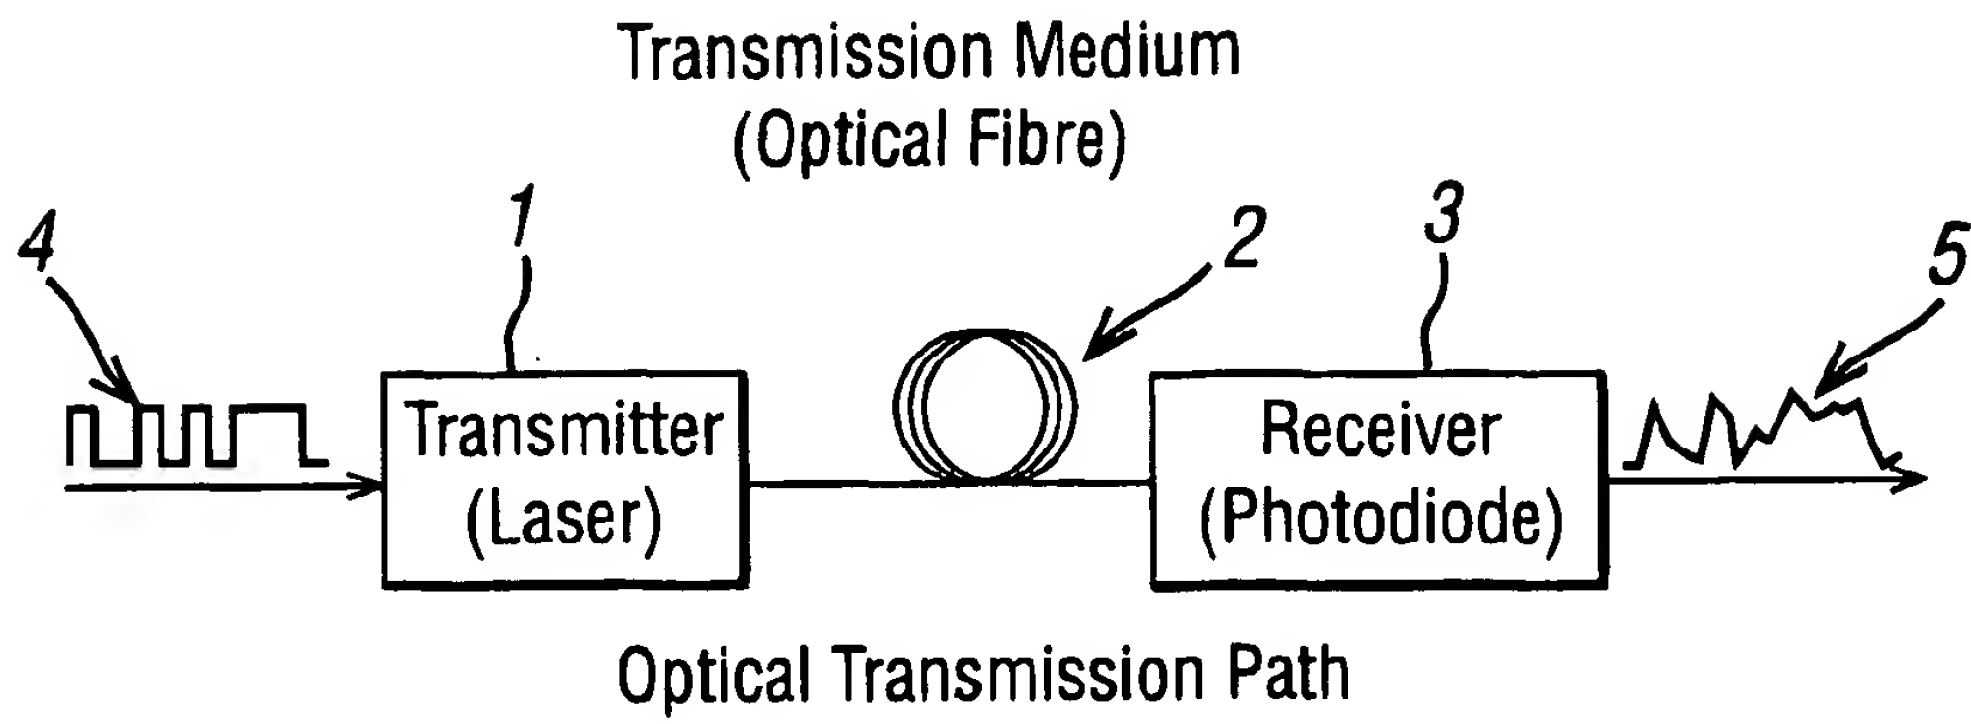 Transmission Medium
(Optical Fibre)
4
1
2
3
5
Transmitter
(Laser)
Receiver
(Photodiode)
Optical Transmission Path